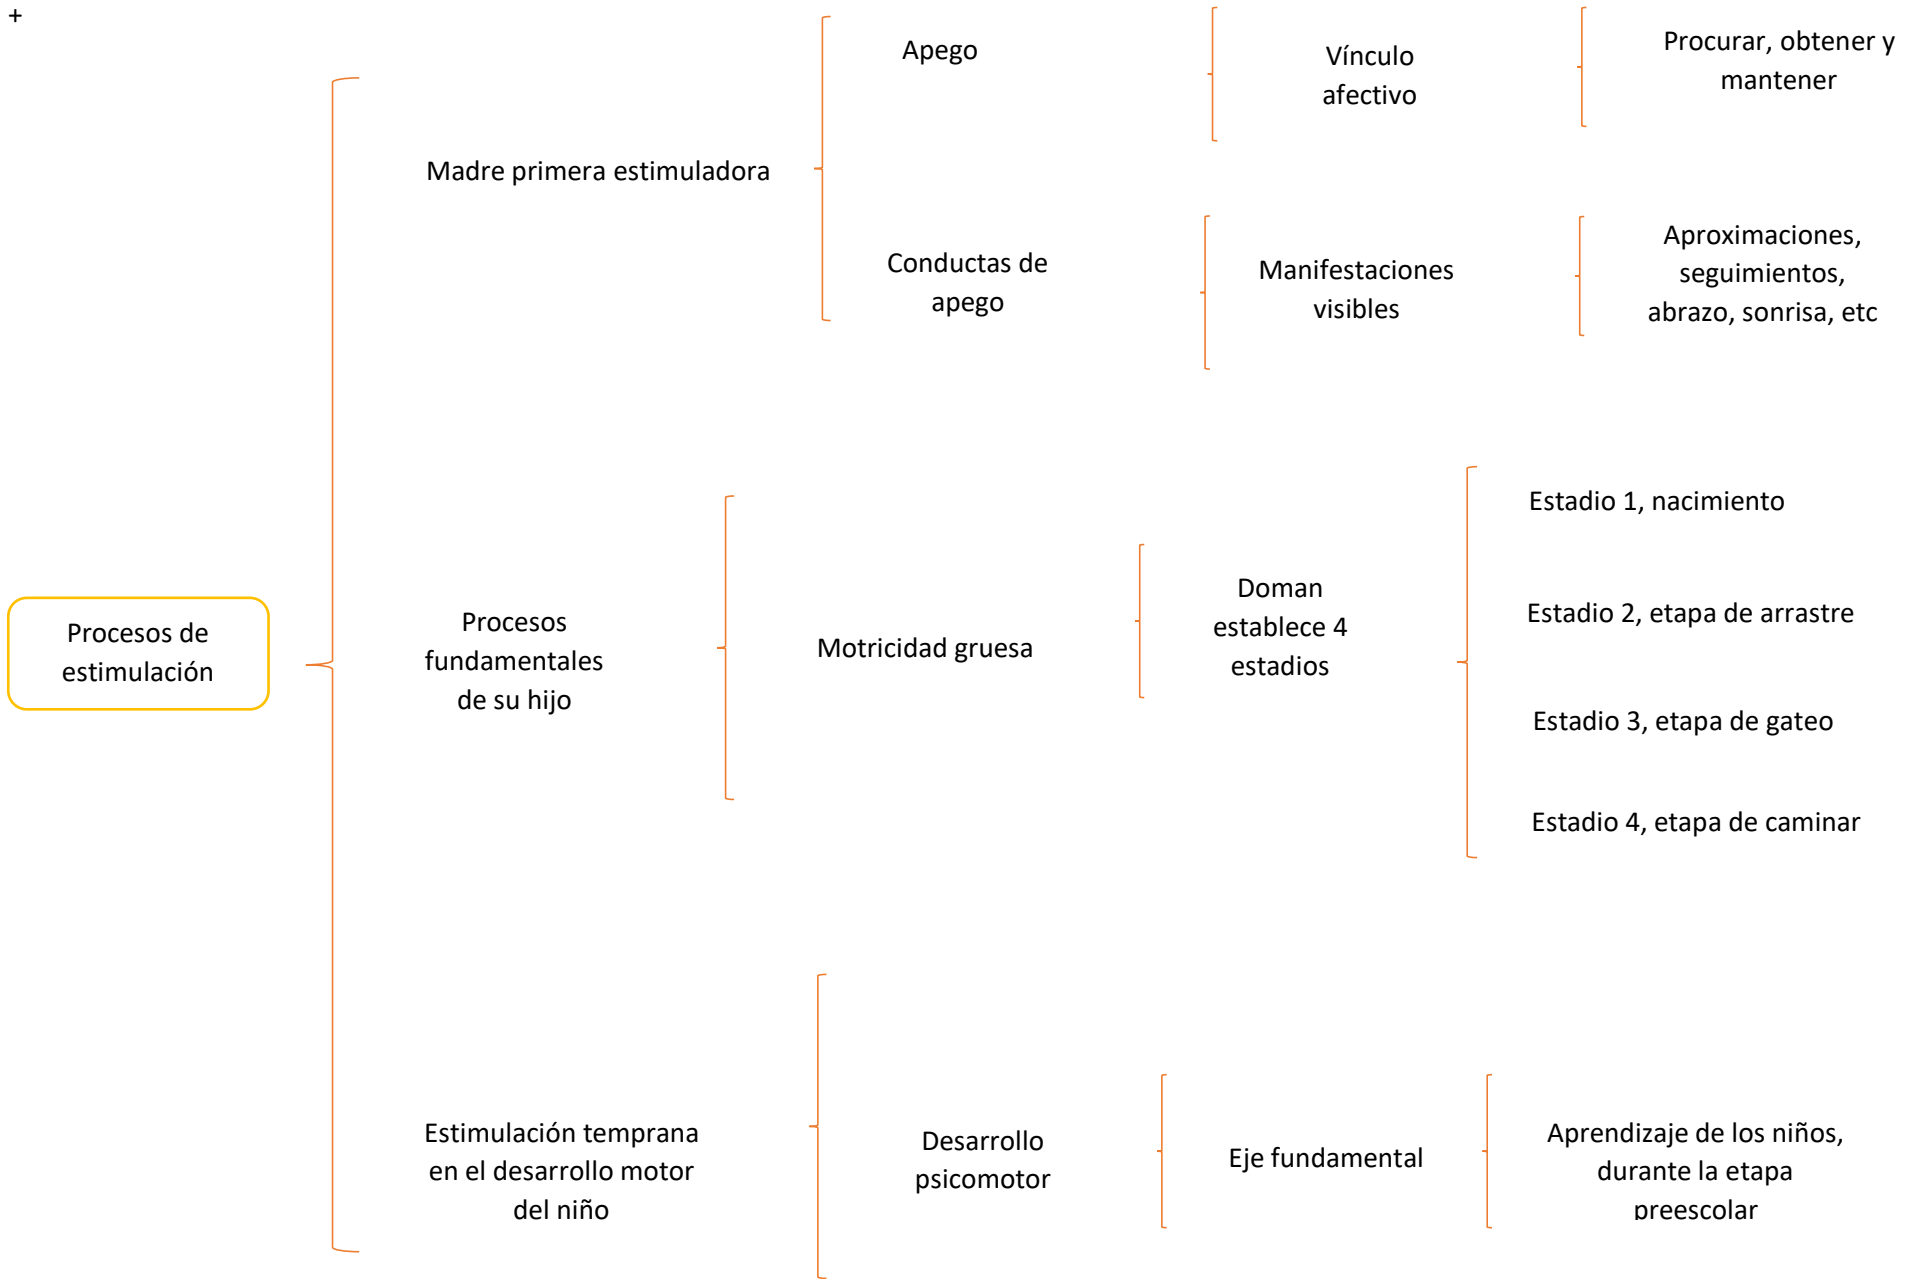 +
Procesos de
estimulación
Madre primera estimuladora
Apego
Vínculo
afectivo
Procurar, obtener y
mantener
Conductas de
apego
Manifestaciones
visibles
Aproximaciones,
seguimientos,
abrazo, sonrisa, etc
Procesos
fundamentales
de su hijo
Motricidad gruesa
Doman
establece 4
estadios
Estadio 1, nacimiento
Estadio 2, etapa de arrastre
Estadio 3, etapa de gateo
Estadio 4, etapa de caminar
Estimulación temprana
en el desarrollo motor
del niño
Desarrollo
psicomotor
Eje fundamental
Aprendizaje de los niños,
durante la etapa
preescolar